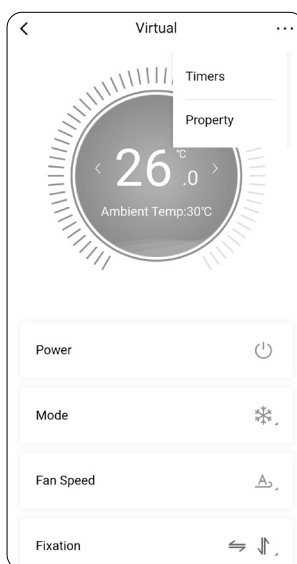 Virtual
Timers
Property
26.0 ℃
Ambient Temp:30℃
Power
Mode
Fan Speed
A
Fixation